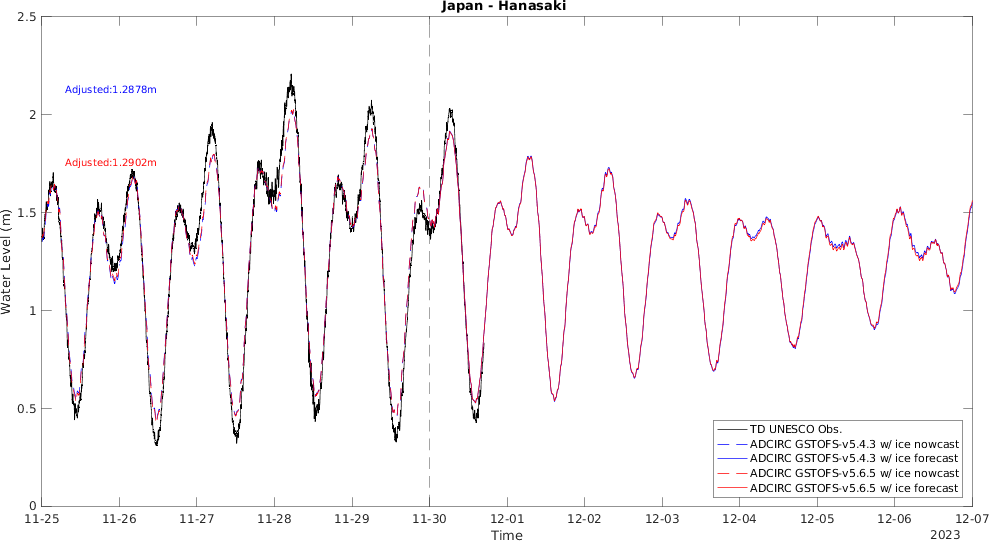 Japan - Hanasaki
2.5
2
1.5
1
0.5
0
Water Level (m)
Adjusted:1.2878m
Adjusted:1.2902m
TD UNESCO Obs.
ADCIRC GSTOFS-v5.4.3 w/ ice nowcast
ADCIRC GSTOFS-v5.4.3 w/ ice forecast
ADCIRC GSTOFS-v5.6.5 w/ ice nowcast
ADCIRC GSTOFS-v5.6.5 w/ ice forecast
11-25 11-26 11-27 11-28 11-29 11-30 12-01 12-02 12-03 12-04 12-05 12-06 12-07
Time
2023